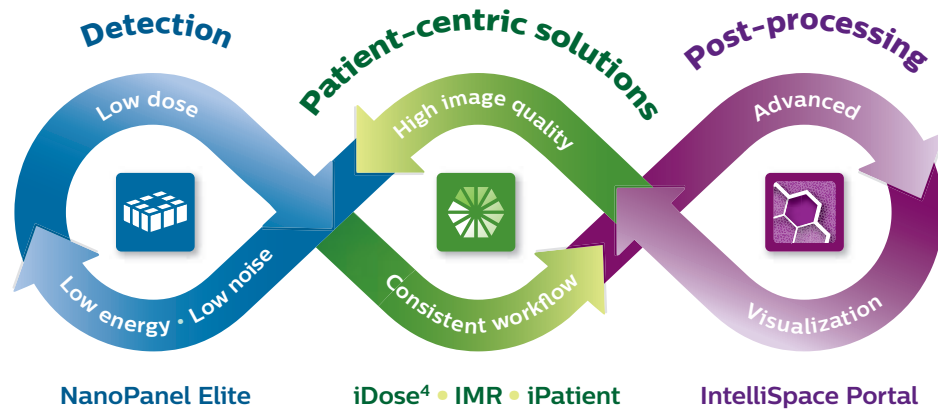 Detection
Patient-centric solutions
Post-processing
Low dose
High image quality
Advanced
Low energy • Low noise
Consistent workflow
Visualization
NanoPanel Elite
iDose⁴ • IMR • iPatient
IntelliSpace Portal